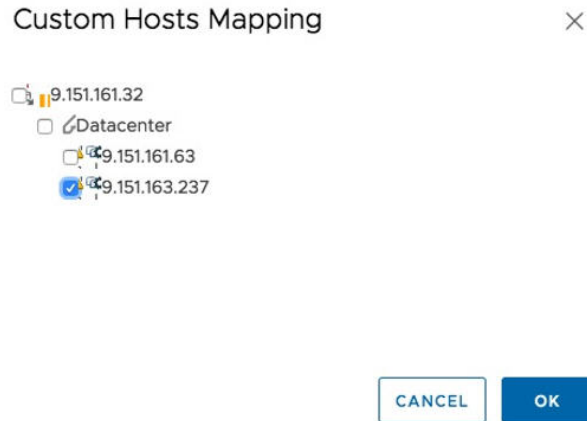 Custom Hosts Mapping
9.151.161.32
Datacenter
9.151.161.63
9.151.163.237
CANCEL
OK